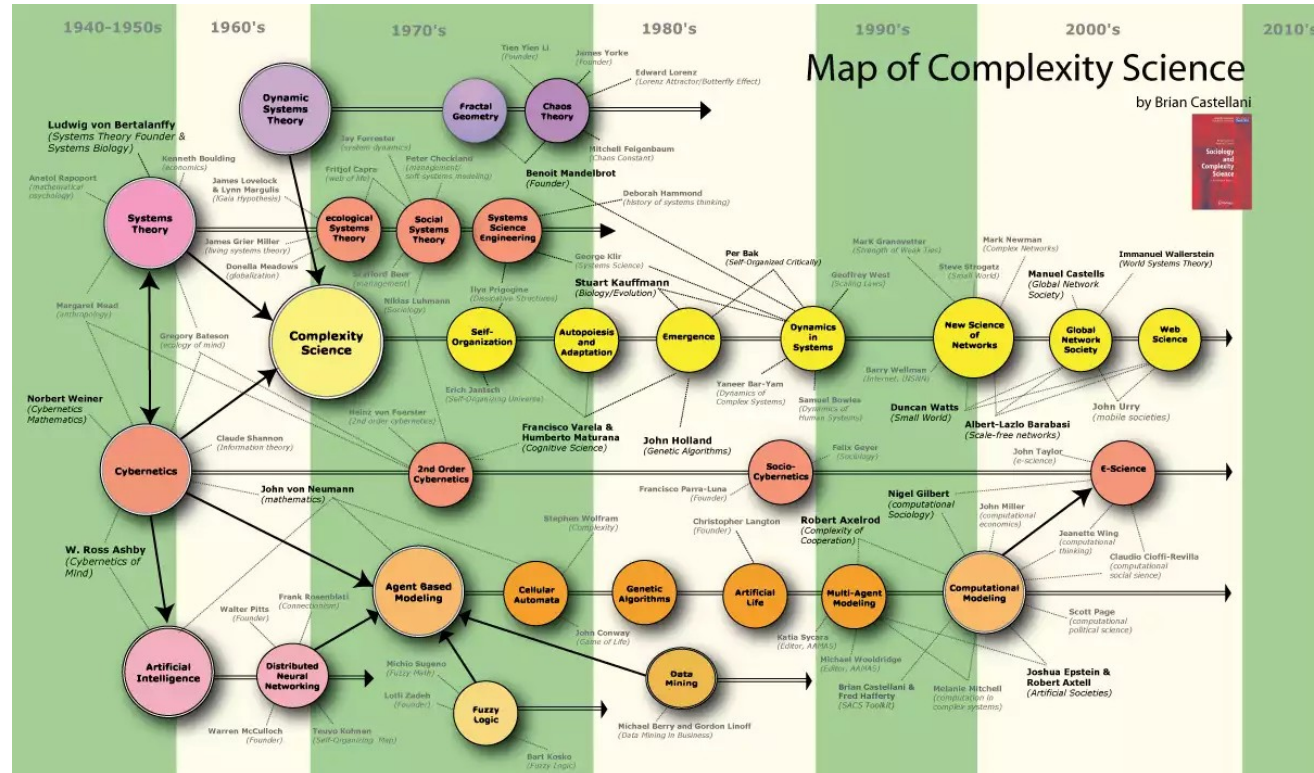 1940-1950s
1960's
1970's
1980's
1990's
2000's
2010's
Map of Complexity Science
by Brian Castellani
Sociology
and
Complexity
Science
Tien Yien Li
(Founder)
James Yorke
(Founder)
Edward Lorenz
(Lorenz Attractor/Butterfly Effect)
Dynamic
Systems
Theory
Fractal
Geometry
Chaos
Theory
Mitchell Feigenbaum
(Chaos Constant)
Benoit Mandelbrot
(Founder)
Ludwig von Bertalanffy
(Systems Theory Founder &
Systems Biology)
Kenneth Boulding
(economics)
Anatol Rapoport
(mathematical
psychology)
James Lovelock
& Lynn Margulis
(Gaia Hypothesis)
Jay Forrester
(system dynamics)
Fritjof Capra
(web of life)
Peter Checkland
(management/
soft-systems modeling)
Deborah Hammond
(history of systems thinking)
Systems
Theory
ecological
Systems
Theory
Social
Systems
Theory
Systems
Science
Engineering
James Grier Miller
(living systems theory)
Donella Meadows
(globalization)
Stafford Beer
(management)
George Klir
(Systems Science)
Niklas Luhmann
(Sociology)
Ilya Prigogine
(Dissipative Structures)
Stuart Kauffmann
(Biology/Evolution)
Per Bak
(Self-Organized Critically)
Mark Granovetter
(Strength of Weak Ties)
Geoffrey West
(Scaling Laws)
Steve Strogatz
(Small World)
Mark Newman
(Complex Networks)
Manuel Castells
(Global Network
Society)
Immanuel Wallerstein
(World Systems Theory)
Margaret Mead
(anthropology)
Gregory Bateson
(ecology of mind)
Complexity
Science
Self-
Organization
Autopoiesis
and
Adaptation
Emergence
Dynamics
in
Systems
New Science
of
Networks
Global
Network
Society
Web
Science
Erich Jantsch
(Self-Organizing Universe)
Yaneer Bar-Yam
(Dynamics of
Complex Systems)
Samuel Bowles
(Dynamics of
Human Systems)
Barry Wellman
(Internet, INSNA)
Duncan Watts
(Small World)
Albert-Lazlo Barabasi
(Scale-free networks)
John Urry
(mobile societies)
Norbert Weiner
(Cybernetics
Mathematics)
Claude Shannon
(Information theory)
Heinz von Foerster
(2nd order cybernetics)
Francisco Varela &
Humberto Maturana
(Cognitive Science)
John Holland
(Genetic Algorithms)
Felix Geyer
(Sociology)
John Taylor
(e-science)
Cybernetics
2nd Order
Cybernetics
Socio-
Cybernetics
E-Science
Francisco Parra-Luna
(Founder)
John von Neumann
(mathematics)
Stephen Wolfram
(Complexity)
Christopher Langton
(Founder)
Robert Axelrod
(Complexity of
Cooperation)
Nigel Gilbert
(computational
Sociology)
John Miller
(computational
economics)
Jeanette Wing
(computational
thinking)
Claudio Cioffi-Revilla
(computational
social sience)
W. Ross Ashby
(Cybernetics of
Mind)
Agent Based
Modeling
Cellular
Automata
Genetic
Algorithms
Artificial
Life
Multi-Agent
Modeling
Computational
Modeling
Scott Page
(computational
political science)
Walter Pitts
(Founder)
Frank Rosenblatt
(Connectionism)
John Conway
(Game of Life)
Katia Sycara
(Editor, AAMAS)
Michael Wooldridge
(Editor, AAMAS)
Brian Castellani &
Fred Hafferty
(SACS Toolkit)
Melanie Mitchell
(computation in
complex systems)
Joshua Epstein &
Robert Axtell
(Artificial Societies)
Artificial
Intelligence
Distributed
Neural
Networking
Michio Sugeno
(Fuzzy Math)
Lotfi Zadeh
(Founder)
Fuzzy
Logic
Data
Mining
Michael Berry and Gordon Linoff
(Data Mining in Business)
Warren McCulloch
(Founder)
Teuvo Kohonen
(Self-Organizing Map)
Bart Kosko
(Fuzzy Logic)